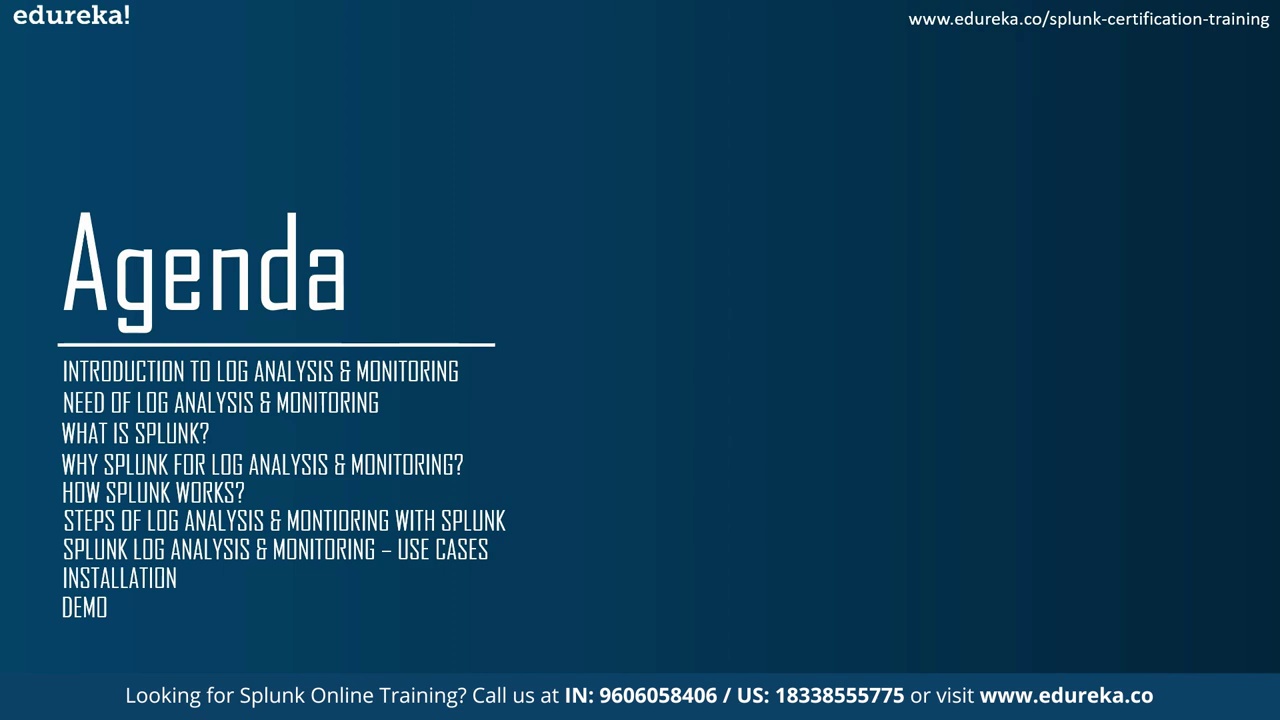 edureka!
www.edureka.co/splunk-certification-training
Agenda
INTRODUCTION TO LOG ANALYSIS & MONITORING
NEED OF LOG ANALYSIS & MONITORING
WHAT IS SPLUNK?
WHY SPLUNK FOR LOG ANALYSIS & MONITORING?
HOW SPLUNK WORKS?
STEPS OF LOG ANALYSIS & MONTIORING WITH SPLUNK
SPLUNK LOG ANALYSIS & MONITORING – USE CASES
INSTALLATION
DEMO
Looking for Splunk Online Training? Call us at IN: 9606058406 / US: 18338555775 or visit www.edureka.co